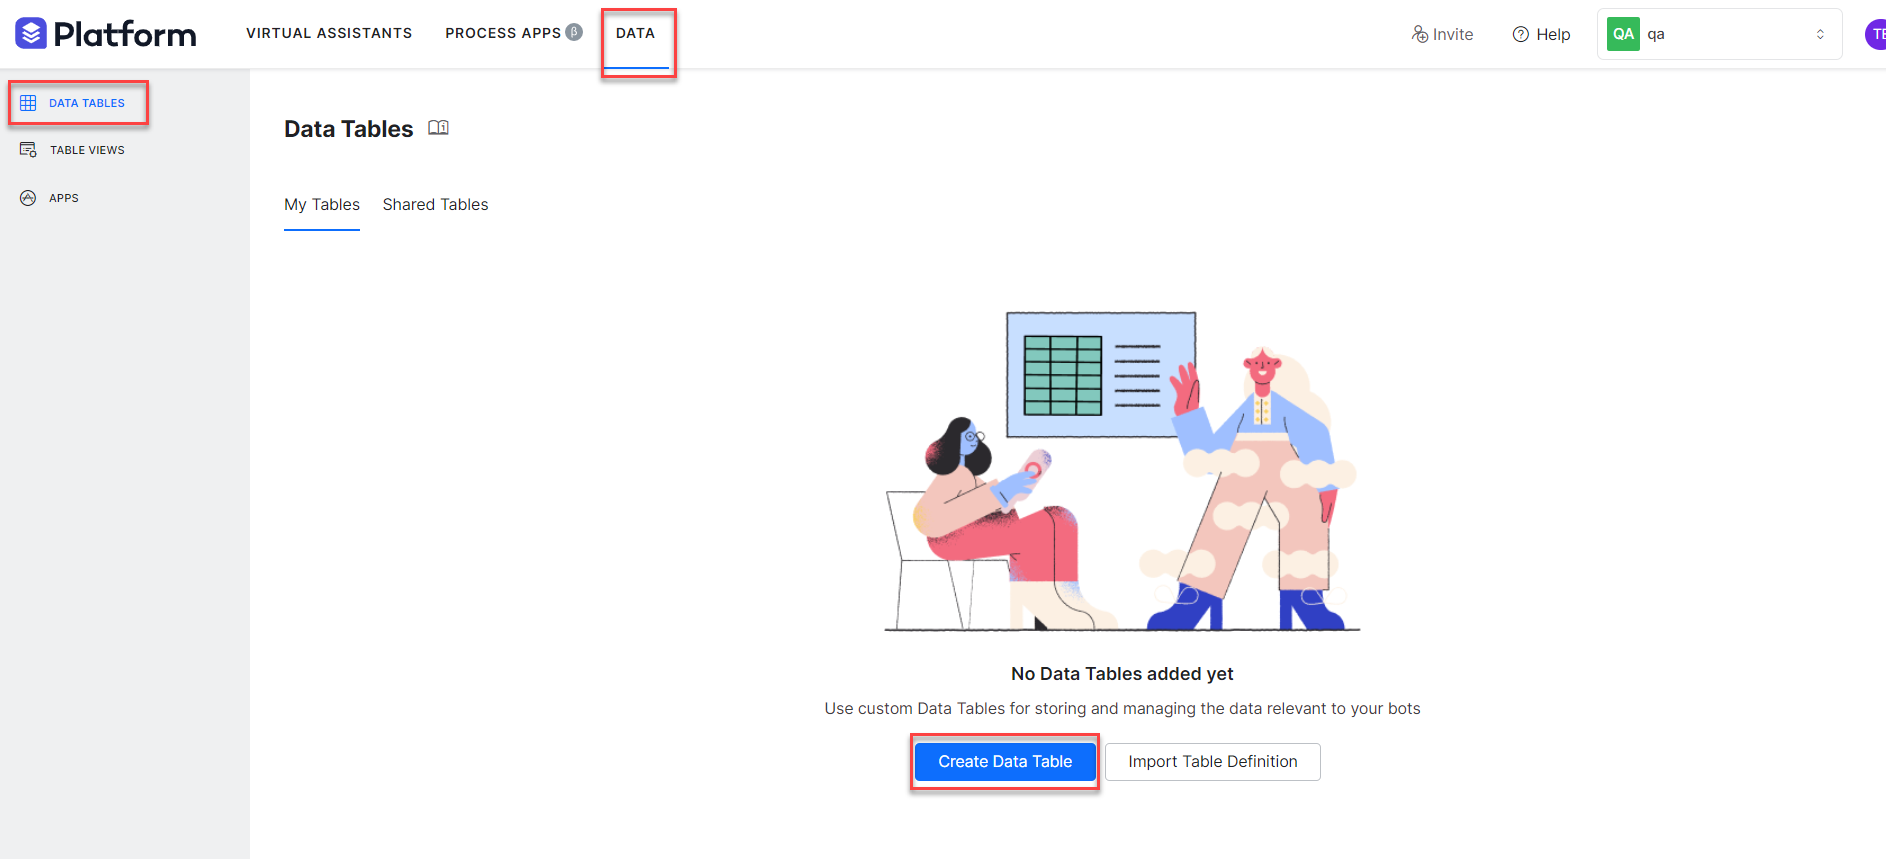 Platform
VIRTUAL ASSISTANTS
PROCESS APPS β
DATA
Invite
Help
QA qa
TE
DATA TABLES
TABLE VIEWS
APPS
Data Tables
My Tables
Shared Tables
No Data Tables added yet
Use custom Data Tables for storing and managing the data relevant to your bots
Create Data Table
Import Table Definition